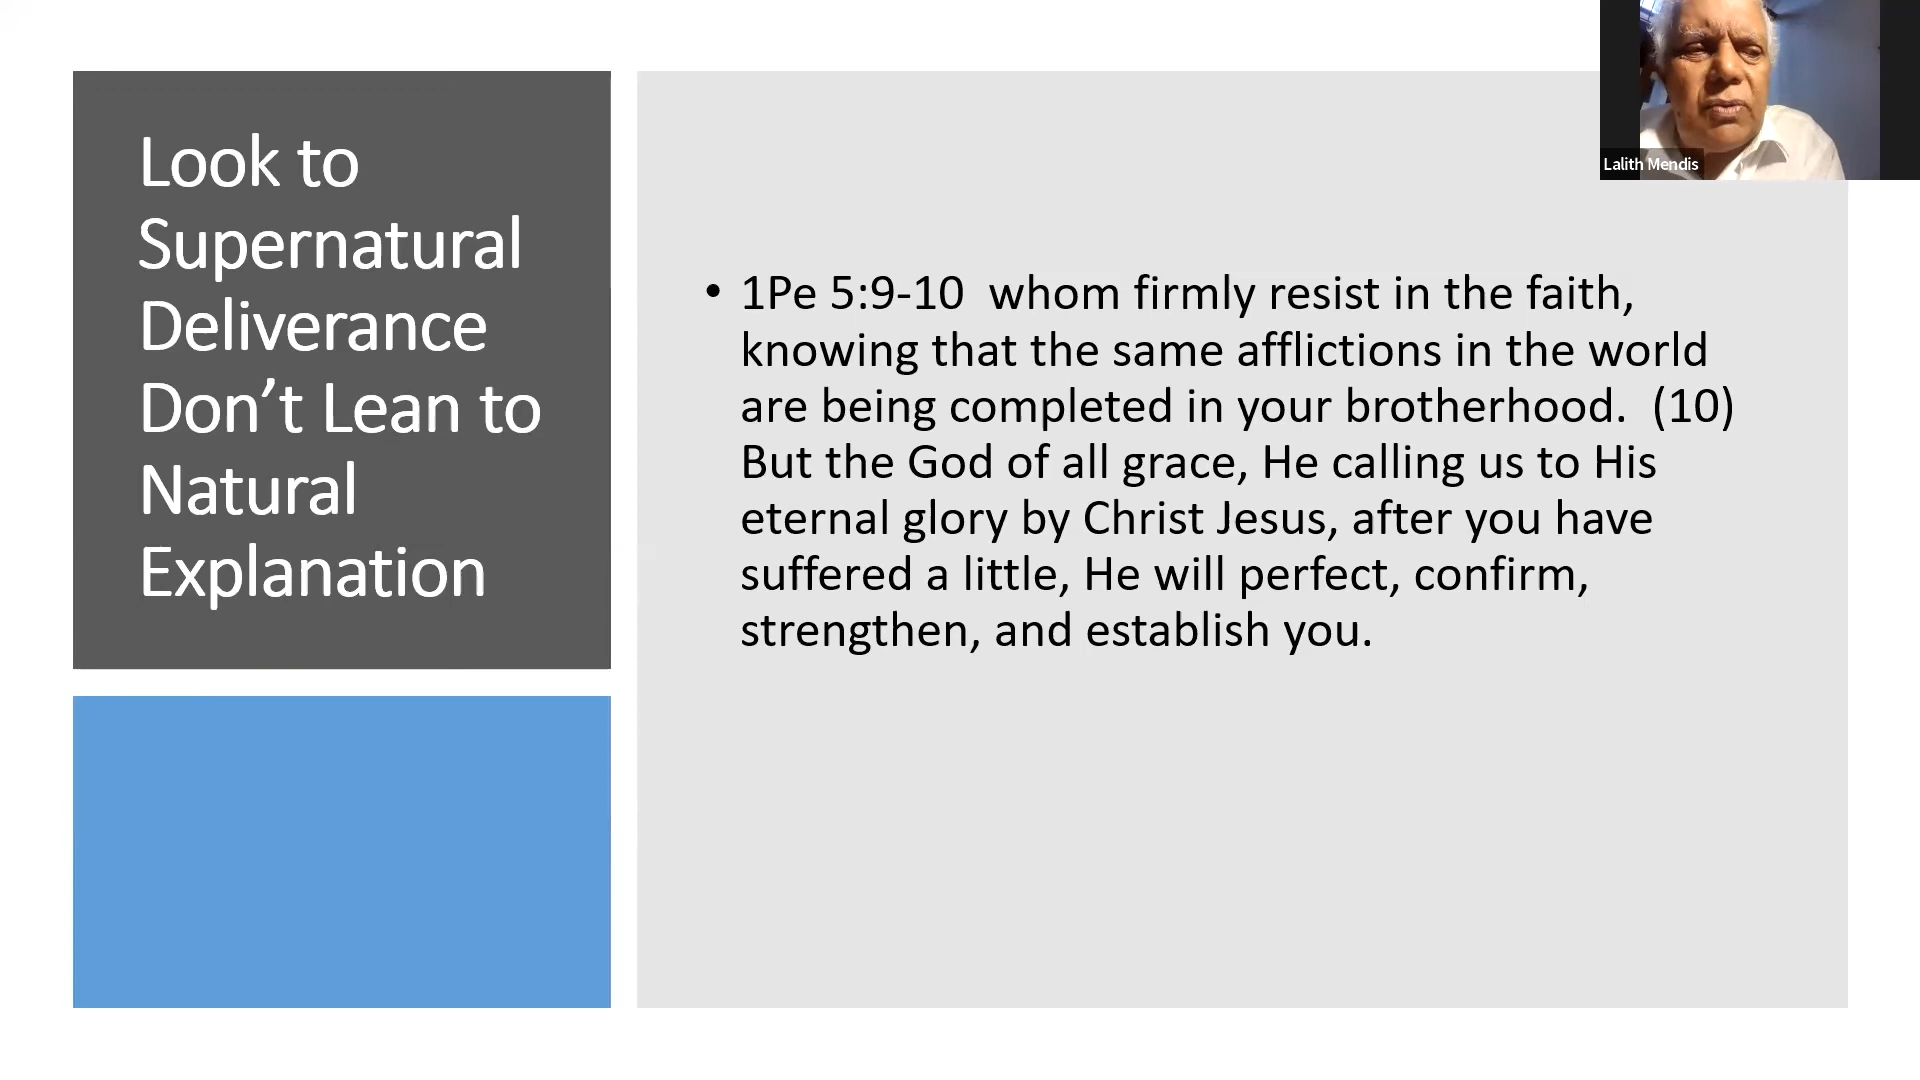 Look to
Supernatural
Deliverance
Don’t Lean to
Natural
Explanation
• 1Pe 5:9-10  whom firmly resist in the faith,
knowing that the same afflictions in the world
are being completed in your brotherhood.  (10)
But the God of all grace, He calling us to His
eternal glory by Christ Jesus, after you have
suffered a little, He will perfect, confirm,
strengthen, and establish you.
Lalith Mendis